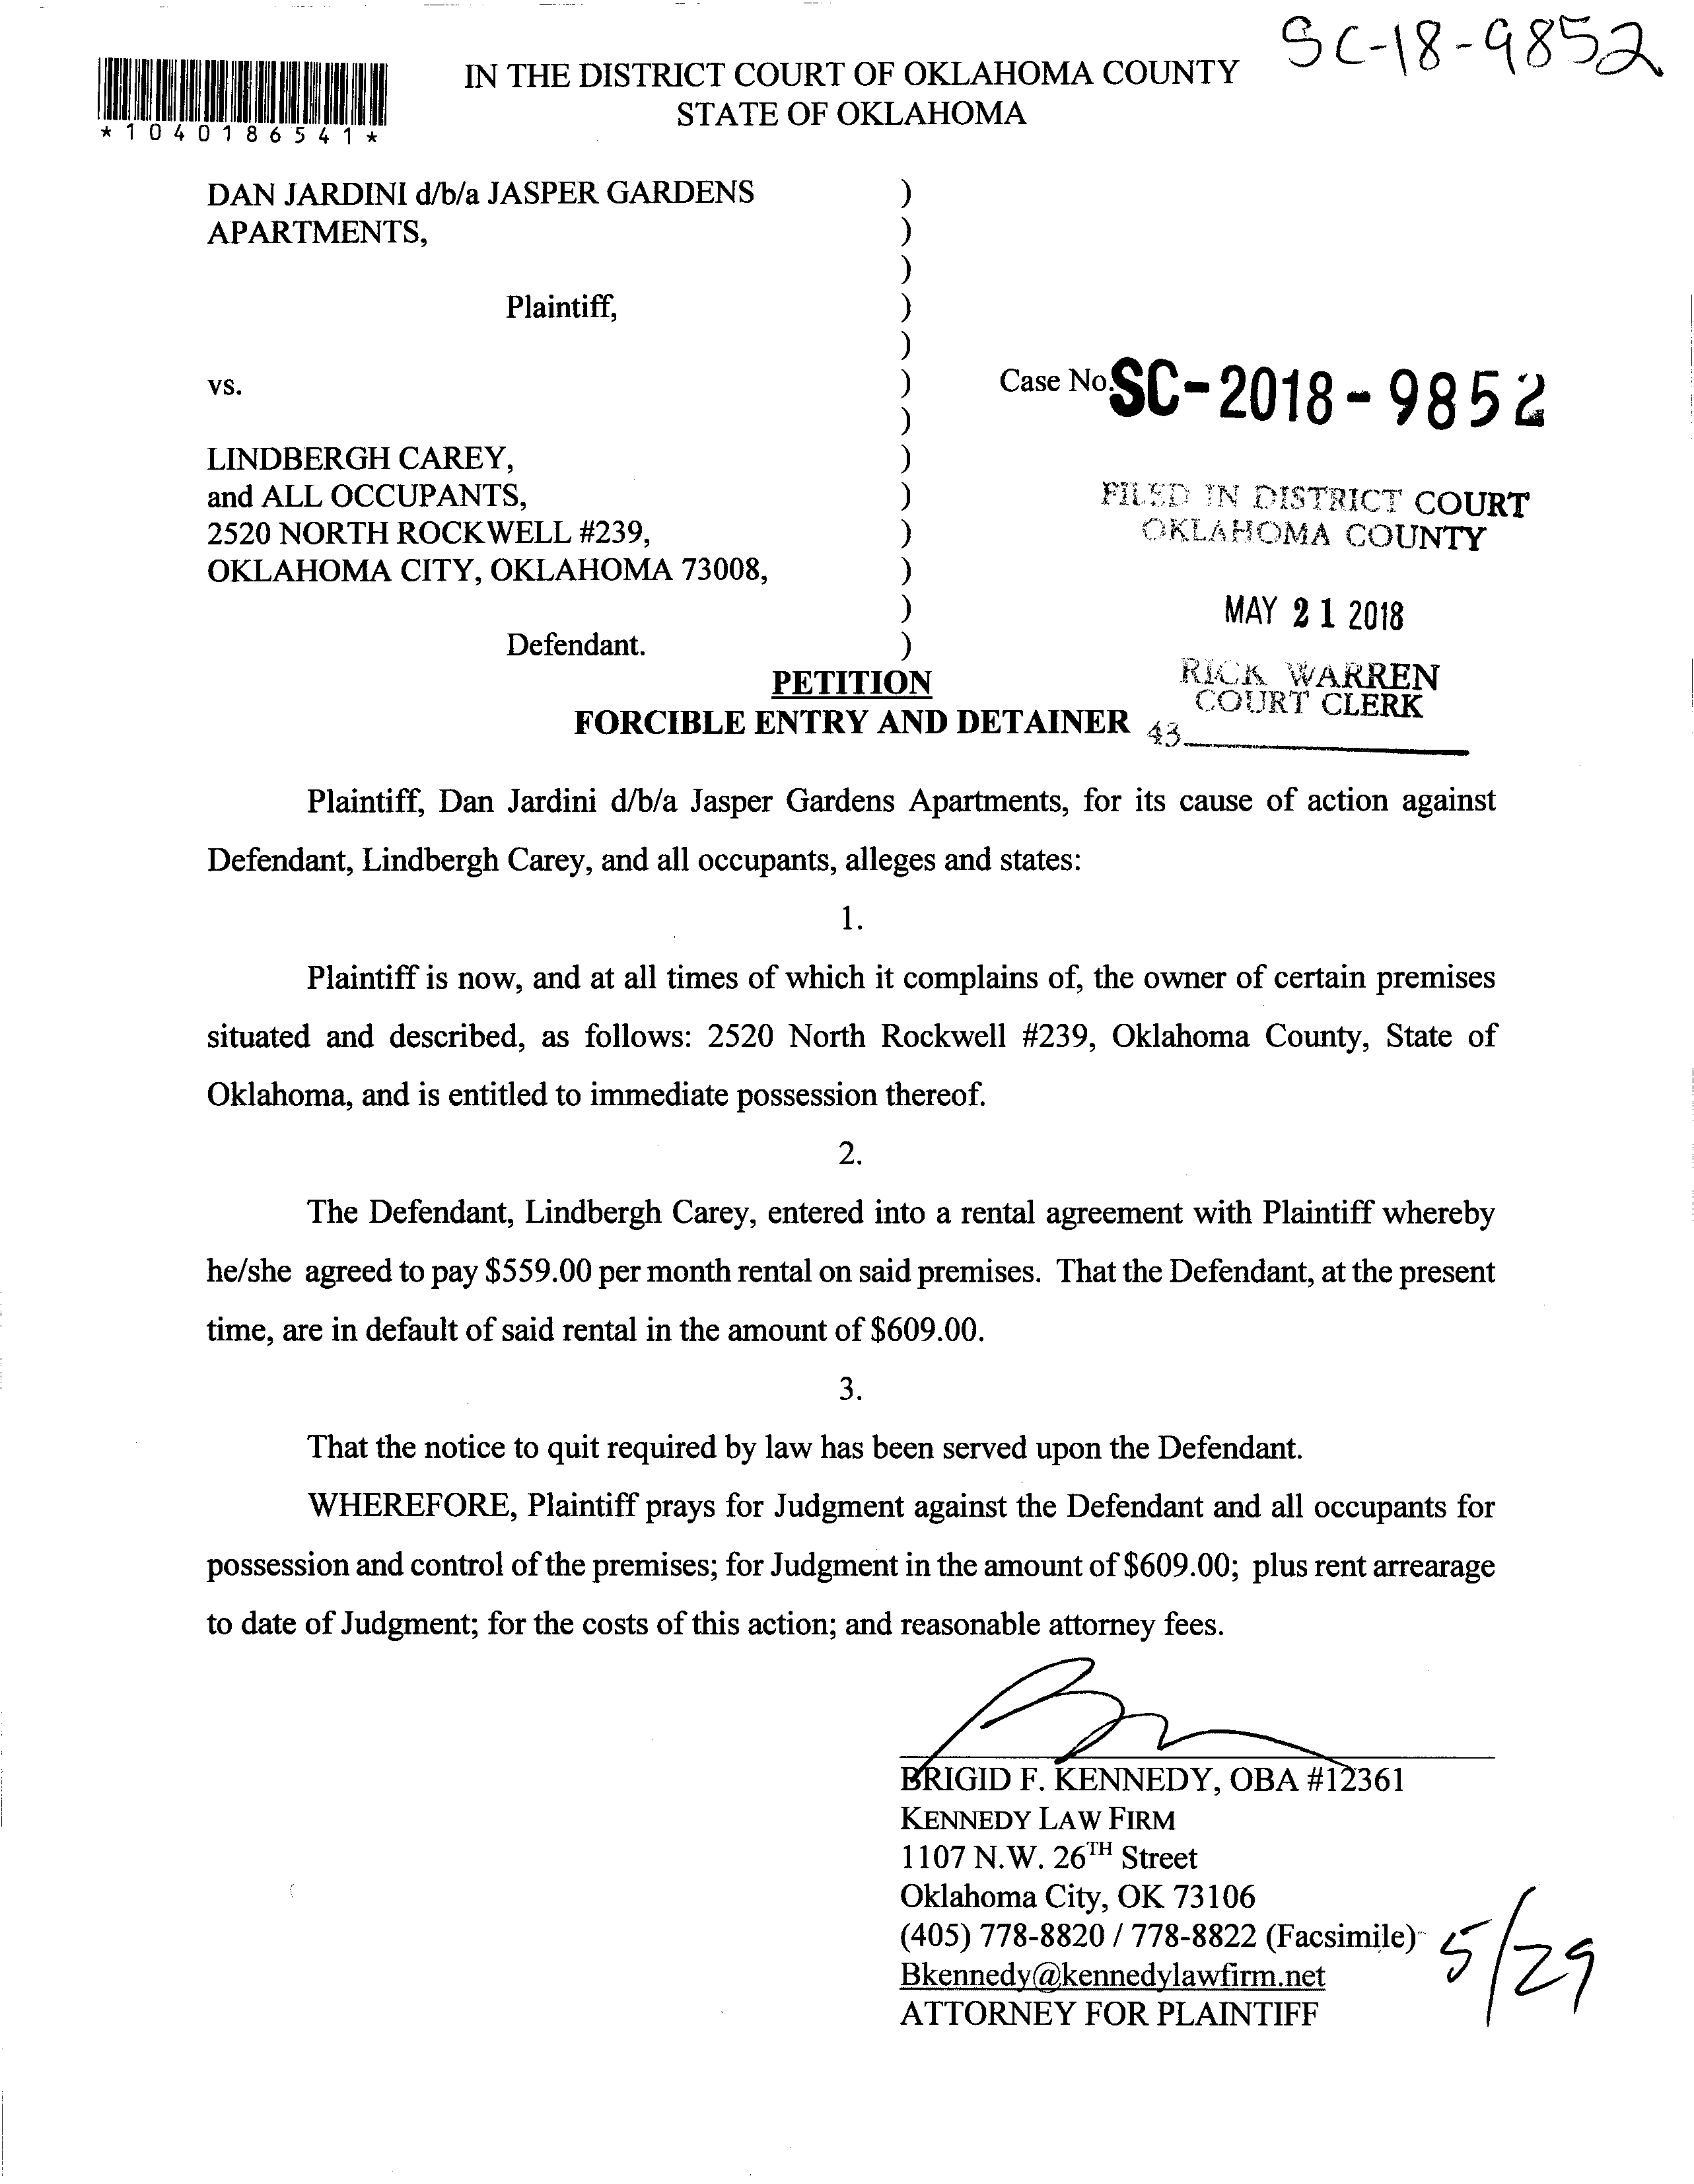 SC-18-9852
IN THE DISTRICT COURT OF OKLAHOMA COUNTY
STATE OF OKLAHOMA
*1040186541*
DAN JARDINI d/b/a JASPER GARDENS )
APARTMENTS, )
)
Plaintiff, )
)
vs. )
Case No. SC-2018-9852
)
LINDBERGH CAREY, )
and ALL OCCUPANTS, )
2520 NORTH ROCKWELL #239, )
OKLAHOMA CITY, OKLAHOMA 73008, )
)
Defendant. )
FILED IN DISTRICT COURT
OKLAHOMA COUNTY
MAY 21 2018
RICK WARREN
COURT CLERK
43
PETITION
FORCIBLE ENTRY AND DETAINER
Plaintiff, Dan Jardini d/b/a Jasper Gardens Apartments, for its cause of action against
Defendant, Lindbergh Carey, and all occupants, alleges and states:
1.
Plaintiff is now, and at all times of which it complains of, the owner of certain premises
situated and described, as follows: 2520 North Rockwell #239, Oklahoma County, State of
Oklahoma, and is entitled to immediate possession thereof.
2.
The Defendant, Lindbergh Carey, entered into a rental agreement with Plaintiff whereby
he/she agreed to pay $559.00 per month rental on said premises. That the Defendant, at the present
time, are in default of said rental in the amount of $609.00.
3.
That the notice to quit required by law has been served upon the Defendant.
WHEREFORE, Plaintiff prays for Judgment against the Defendant and all occupants for
possession and control of the premises; for Judgment in the amount of $609.00; plus rent arrearage
to date of Judgment; for the costs of this action; and reasonable attorney fees.
BRIGID F. KENNEDY, OBA #12361
KENNEDY LAW FIRM
1107 N.W. 26TH Street
Oklahoma City, OK 73106
(405) 778-8820 / 778-8822 (Facsimile)
Bkennedy@kennedylawfirm.net
ATTORNEY FOR PLAINTIFF
5/29